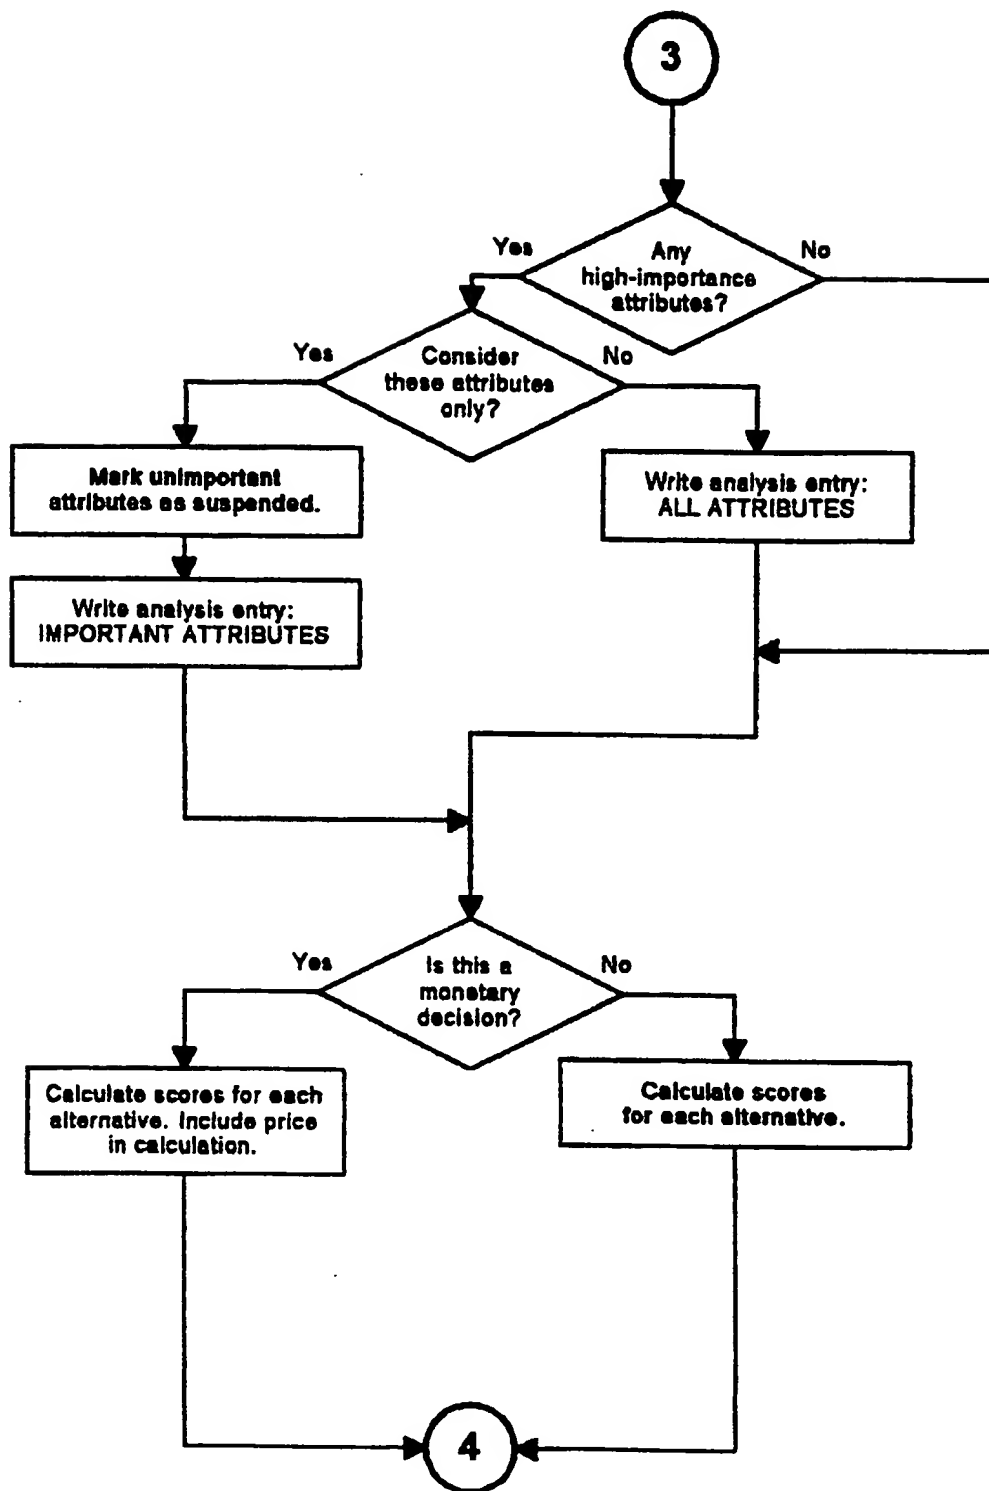 3
Yes
Any
high-importance
attributes?
No
Yes
Consider
these attributes
only?
No
Mark unimportant
attributes as suspended.
Write analysis entry:
ALL ATTRIBUTES
Write analysis entry:
IMPORTANT ATTRIBUTES
Yes
Is this a
monetary
decision?
No
Calculate scores for each
alternative. Include price
in calculation.
Calculate scores
for each alternative.
4